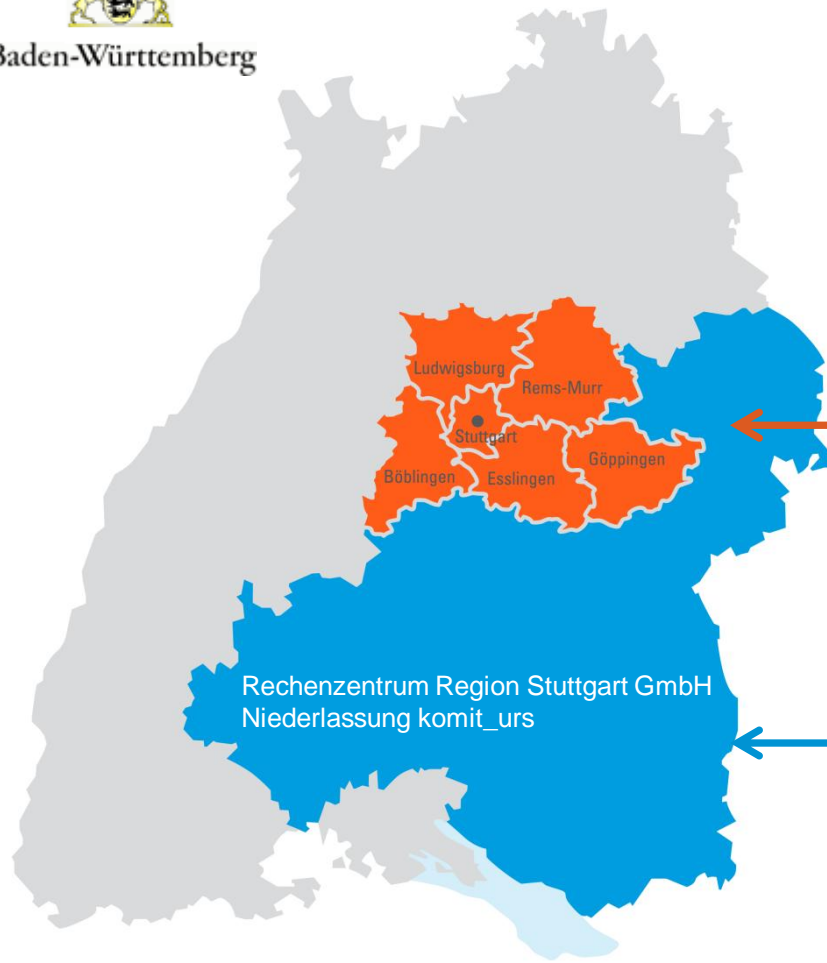 Baden-Württemberg
Ludwigsburg
Rems-Murr
Stuttgart
Böblingen
Esslingen
Göppingen
Rechenzentrum Region Stuttgart GmbH
Niederlassung komit_urs